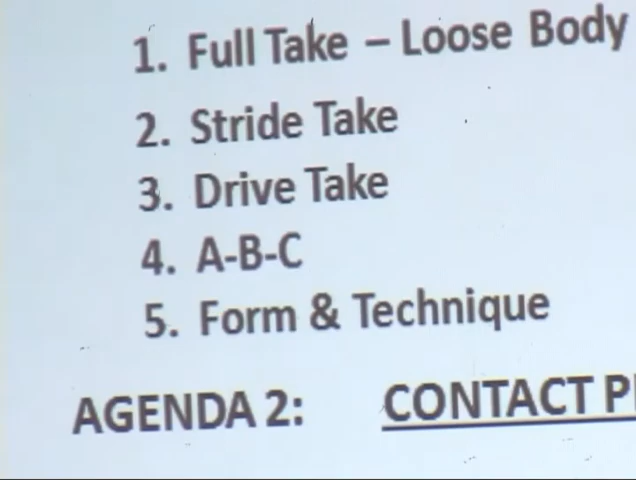 1. Full Take – Loose Body
2. Stride Take
3. Drive Take
4. A-B-C
5. Form & Technique
AGENDA 2: CONTACT